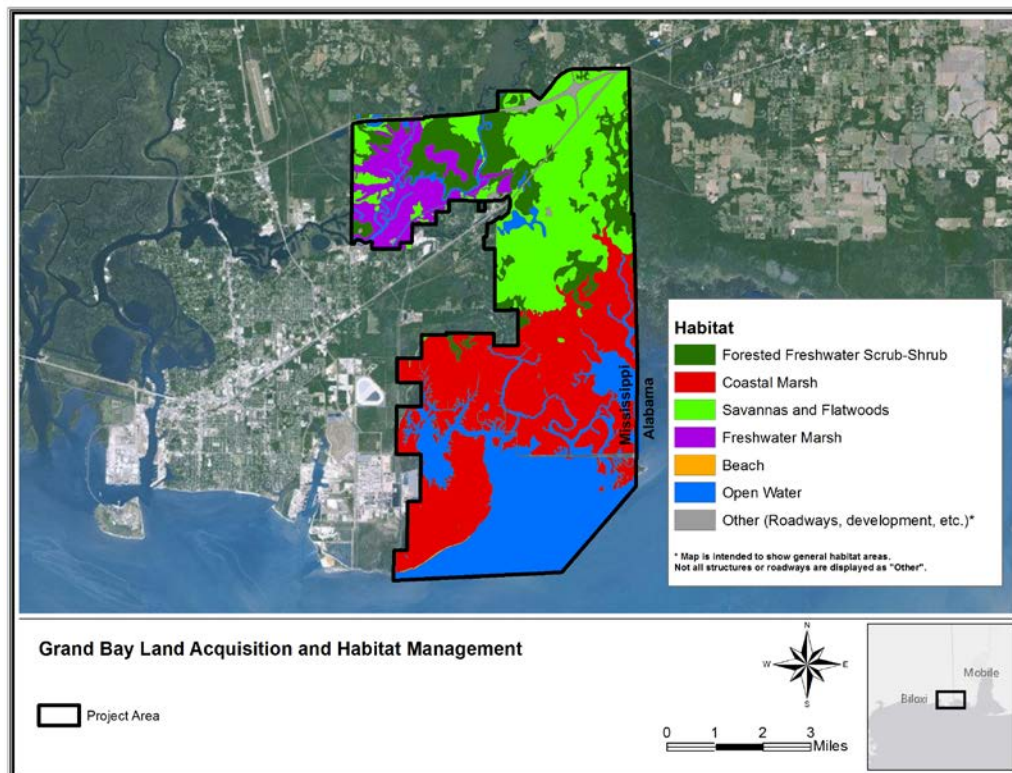 Mississippi
Alabama
Habitat
Forested Freshwater Scrub-Shrub
Coastal Marsh
Savannas and Flatwoods
Freshwater Marsh
Beach
Open Water
Other (Roadways, development, etc.)*
* Map is intended to show general habitat areas.
Not all structures or roadways are displayed as "Other".
Grand Bay Land Acquisition and Habitat Management
Project Area
N
W E
S
0 1 2 3
Miles
Mobile
Biloxi